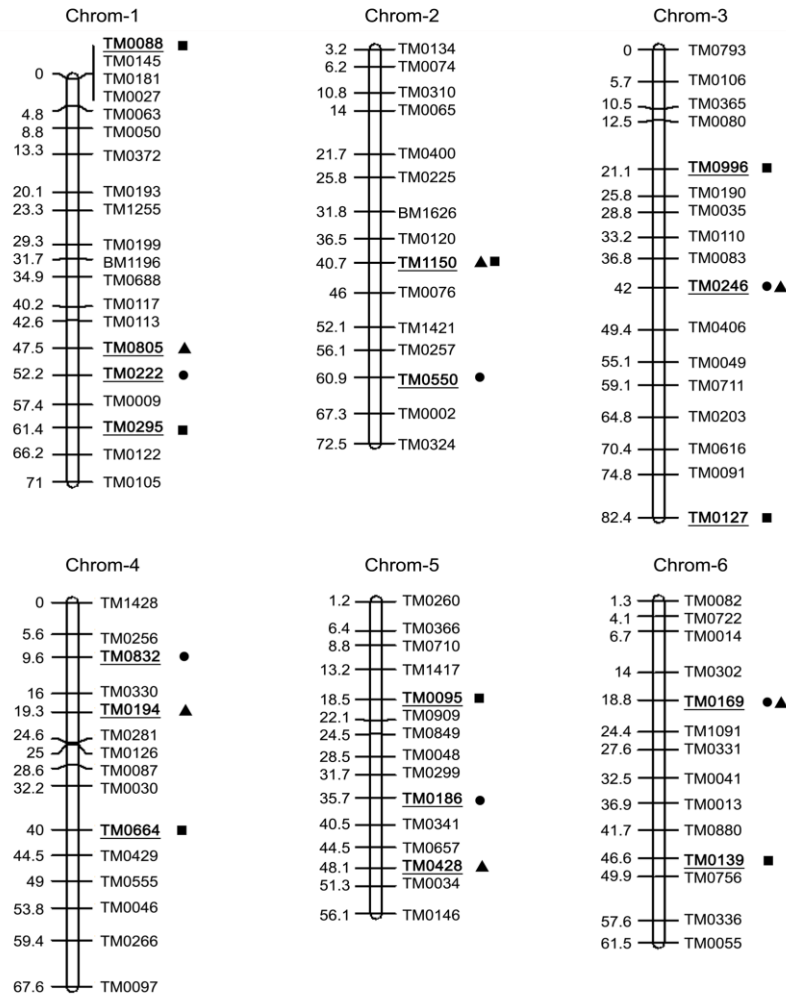 Chrom-1
TM0088 ■
TM0145
0 TM0181
TM0027
4.8 TM0063
8.8 TM0050
13.3 TM0372
20.1 TM0193
23.3 TM1255
29.3 TM0199
31.7 BM1196
34.9 TM0688
40.2 TM0117
42.6 TM0113
47.5 TM0805 ▲
52.2 TM0222 ●
57.4 TM0009
61.4 TM0295 ■
66.2 TM0122
71 TM0105
Chrom-2
3.2 TM0134
6.2 TM0074
10.8 TM0310
14 TM0065
21.7 TM0400
25.8 TM0225
31.8 BM1626
36.5 TM0120
40.7 TM1150 ▲■
46 TM0076
52.1 TM1421
56.1 TM0257
60.9 TM0550 ●
67.3 TM0002
72.5 TM0324
Chrom-3
0 TM0793
5.7 TM0106
10.5 TM0365
12.5 TM0080
21.1 TM0996 ■
25.8 TM0190
28.8 TM0035
33.2 TM0110
36.8 TM0083
42 TM0246 ●▲
49.4 TM0406
55.1 TM0049
59.1 TM0711
64.8 TM0203
70.4 TM0616
74.8 TM0091
82.4 TM0127 ■
Chrom-4
0 TM1428
5.6 TM0256
9.6 TM0832 ●
16 TM0330
19.3 TM0194 ▲
24.6 TM0281
25 TM0126
28.6 TM0087
32.2 TM0030
40 TM0664 ■
44.5 TM0429
49 TM0555
53.8 TM0046
59.4 TM0266
67.6 TM0097
Chrom-5
1.2 TM0260
6.4 TM0366
8.8 TM0710
13.2 TM1417
18.5 TM0095 ■
22.1 TM0909
24.5 TM0849
28.5 TM0048
31.7 TM0299
35.7 TM0186 ●
40.5 TM0341
44.5 TM0657
48.1 TM0428 ▲
51.3 TM0034
56.1 TM0146
Chrom-6
1.3 TM0082
4.1 TM0722
6.7 TM0014
14 TM0302
18.8 TM0169 ●▲
24.4 TM1091
27.6 TM0331
32.5 TM0041
36.9 TM0013
41.7 TM0880
46.6 TM0139 ■
49.9 TM0756
57.6 TM0336
61.5 TM0055